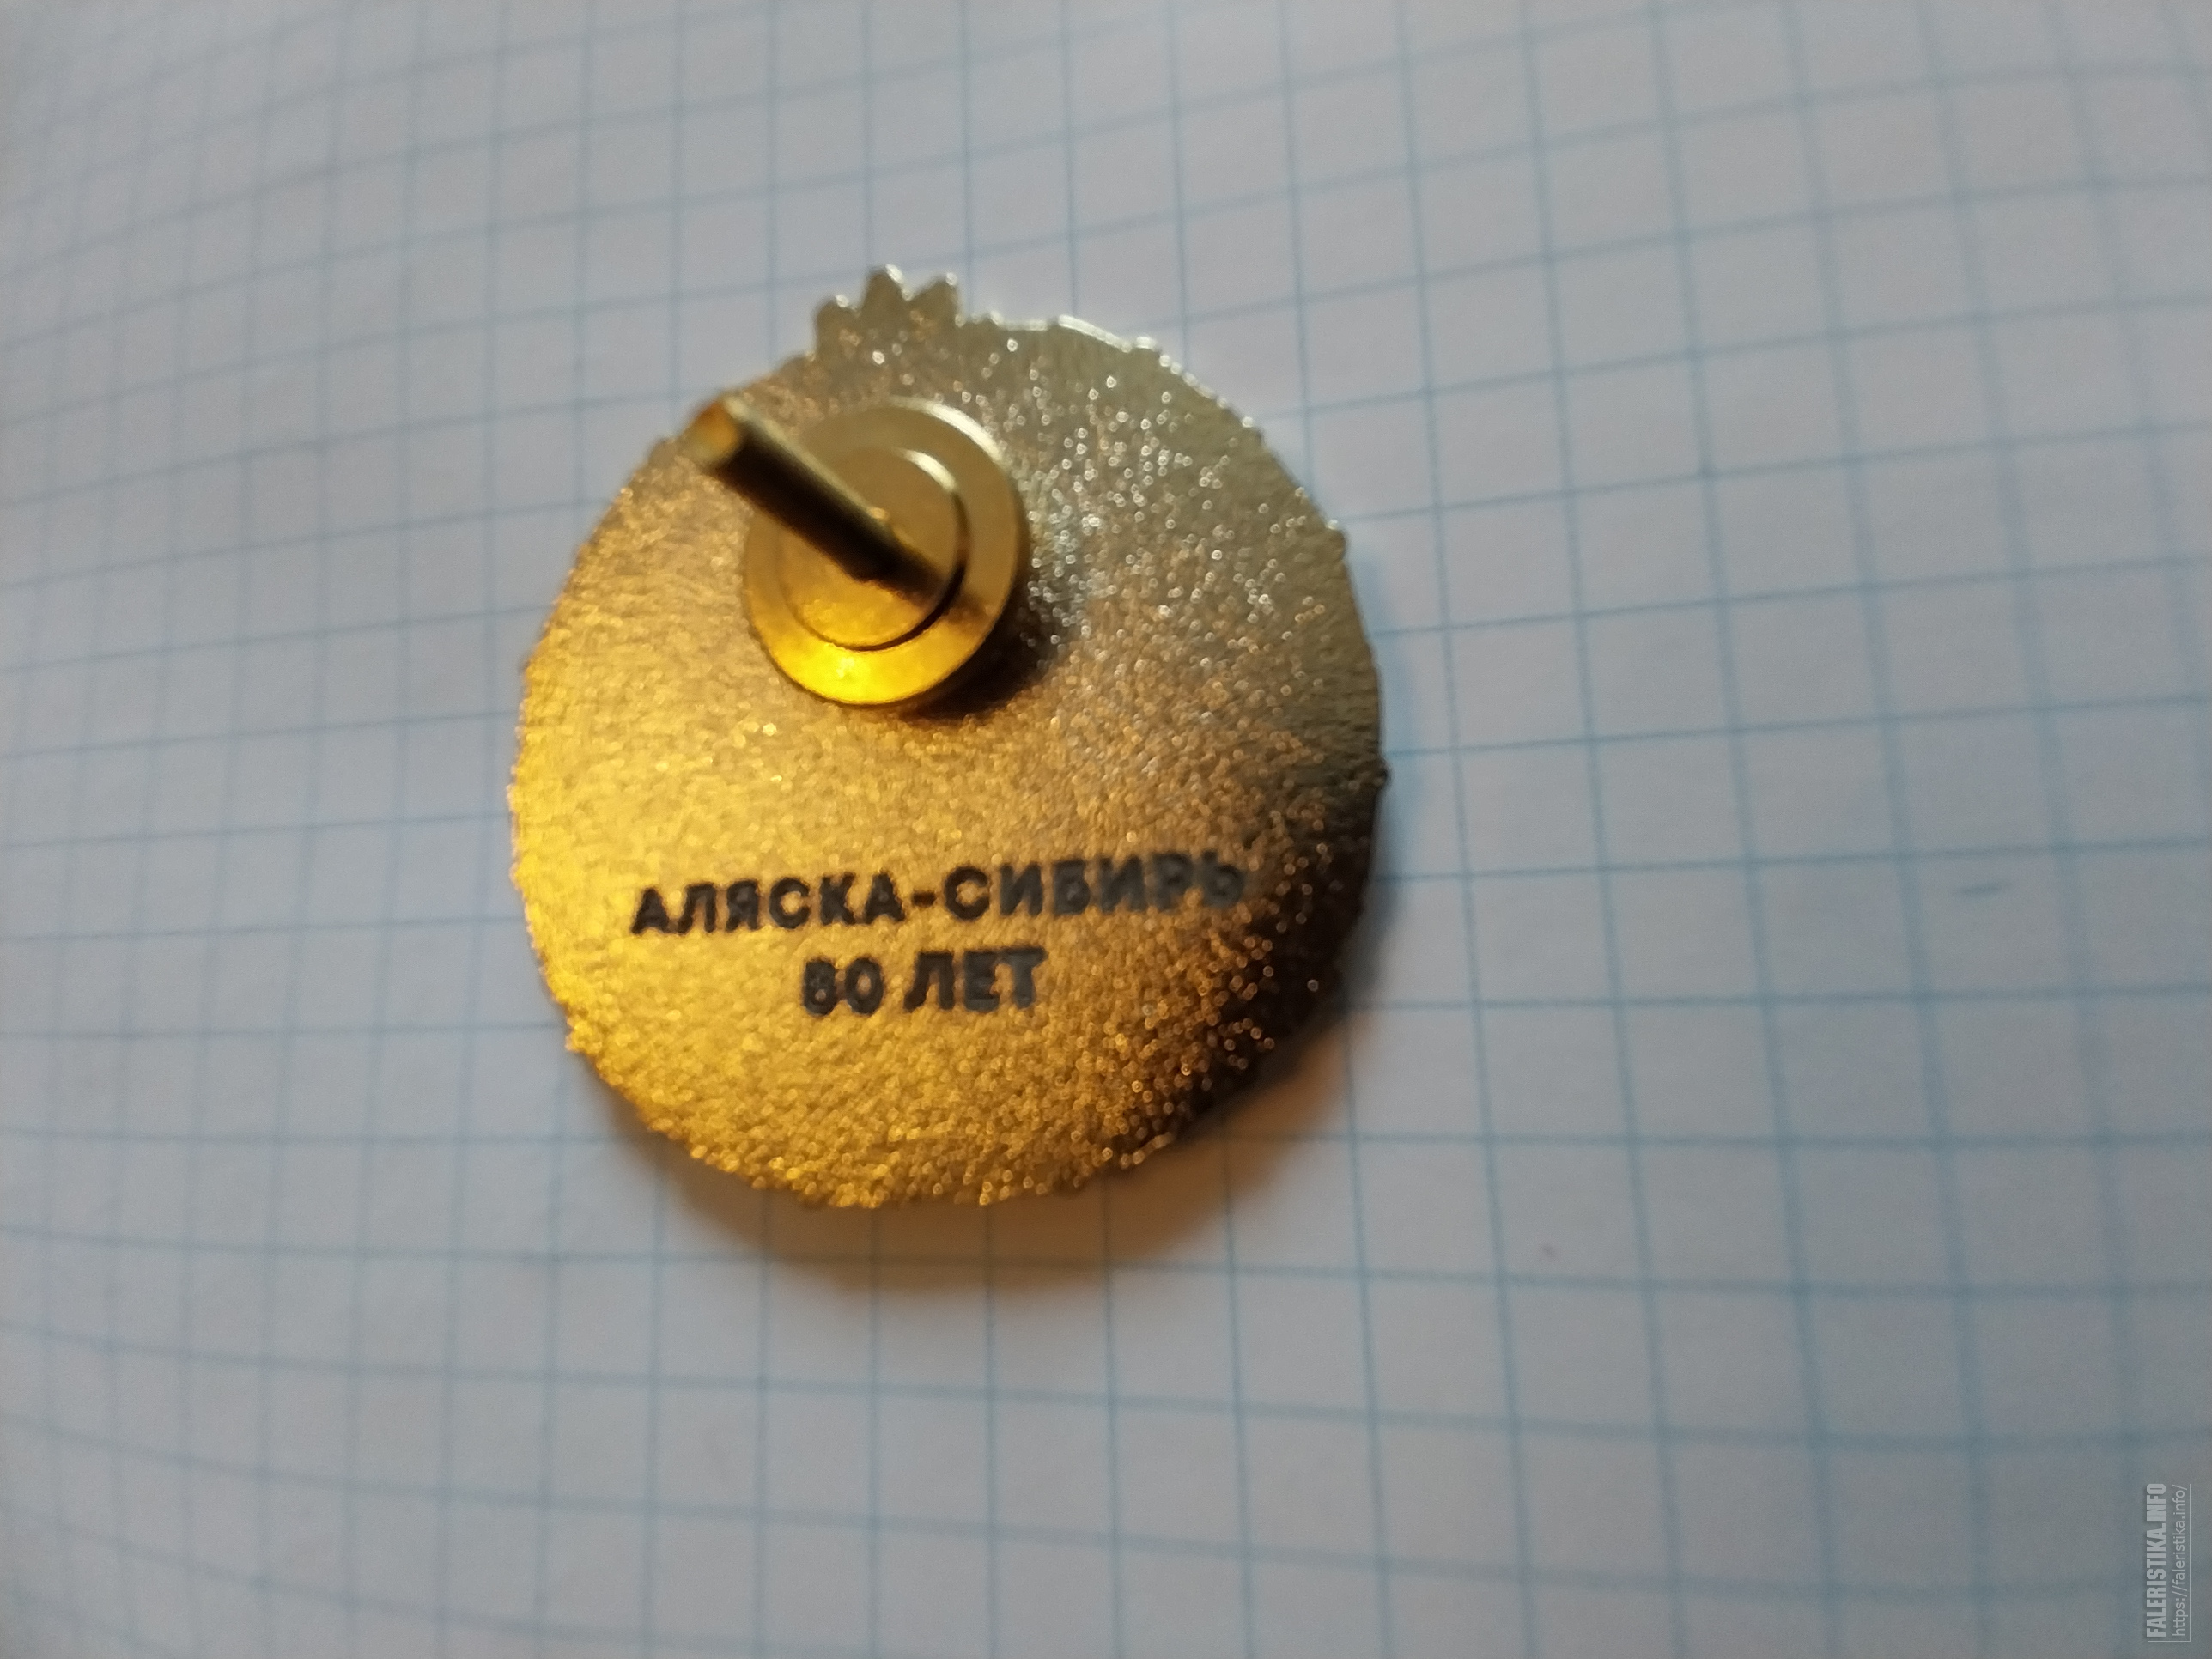 АЛЯСКА-СИБИРЬ
80 ЛЕТ
FALERISTIKA.INFO
https://faleristika.info/